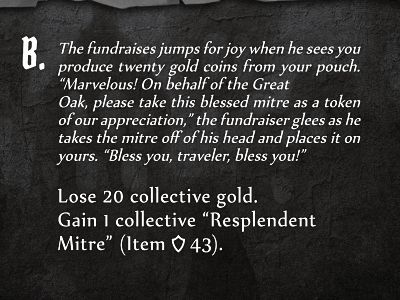 B. The fundraises jumps for joy when he sees you
produce twenty gold coins from your pouch.
“Marvelous! On behalf of the Great
Oak, please take this blessed mitre as a token
of our appreciation,” the fundraiser glees as he
takes the mitre off of his head and places it on
yours. “Bless you, traveler, bless you!”
Lose 20 collective gold.
Gain 1 collective “Resplendent
Mitre” (Item 43).